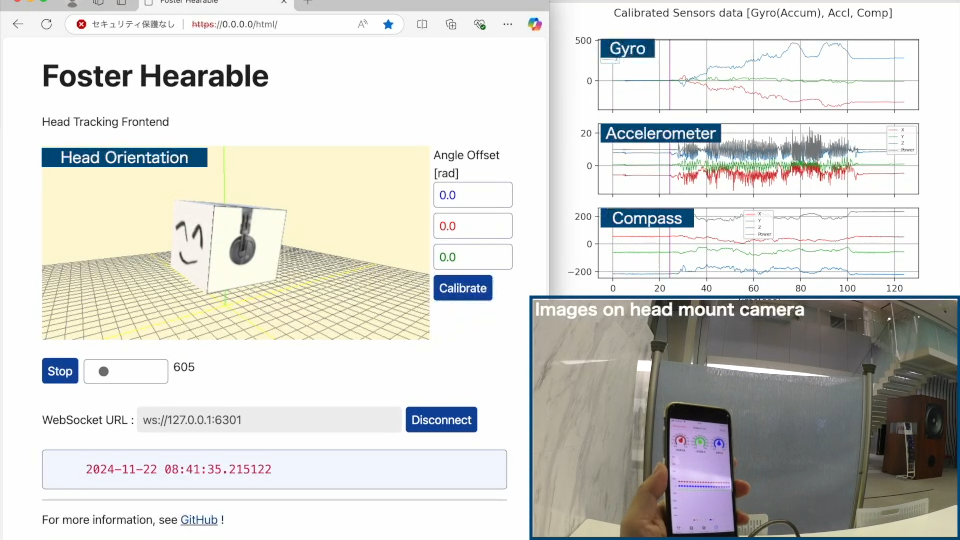 Foster Hearable
セキュリティ保護なし
https://0.0.0.0/html/
Foster Hearable
Head Tracking Frontend
Head Orientation
Angle Offset
[rad]
0.0
0.0
0.0
Calibrate
Stop
605
WebSocket URL :
ws://127.0.0.1:6301
Disconnect
2024-11-22 08:41:35.215122
For more information, see GitHub !
Calibrated Sensors data [Gyro(Accum), Accl, Comp]
Gyro
500
0
Accelerometer
20
0
X
Y
Z
Power
Compass
200
0
−200
X
Y
Z
Power
0
20
40
60
80
100
120
Images on head mount camera